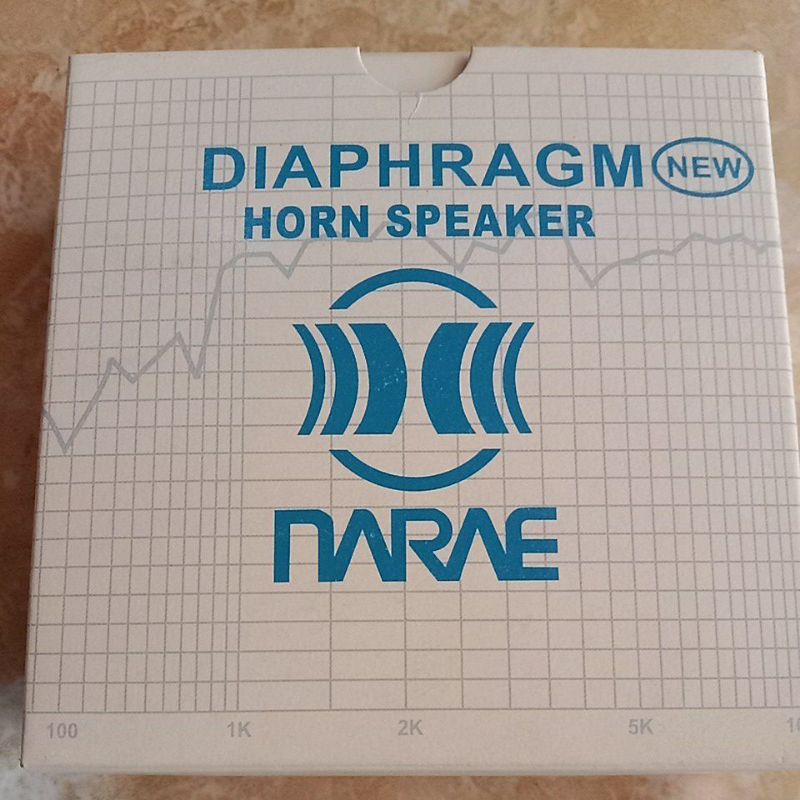 DIAPHRAGM NEW
HORN SPEAKER
NARAE
100 1K 2K 5K